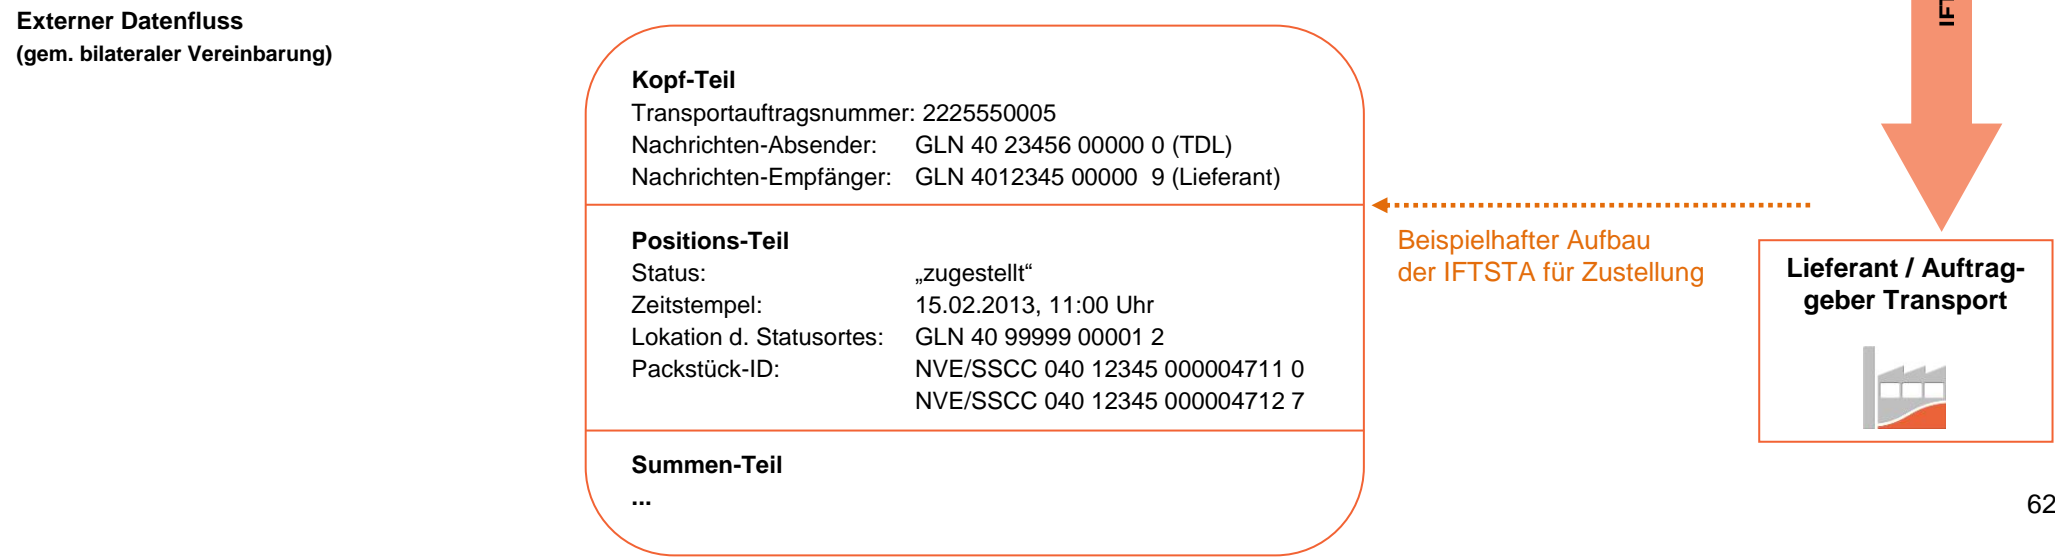 Externer Datenfluss
(gem. bilateraler Vereinbarung)
Kopf-Teil
Transportauftragsnummer: 2225550005
Nachrichten-Absender: GLN 40 23456 00000 0 (TDL)
Nachrichten-Empfänger: GLN 4012345 00000 9 (Lieferant)
Positions-Teil
Status: „zugestellt“
Zeitstempel: 15.02.2013, 11:00 Uhr
Lokation d. Statusortes: GLN 40 99999 00001 2
Packstück-ID: NVE/SSCC 040 12345 000004711 0
NVE/SSCC 040 12345 000004712 7
Summen-Teil
...
Beispielhafter Aufbau
der IFTSTA für Zustellung
Lieferant / Auftrag-
geber Transport
62